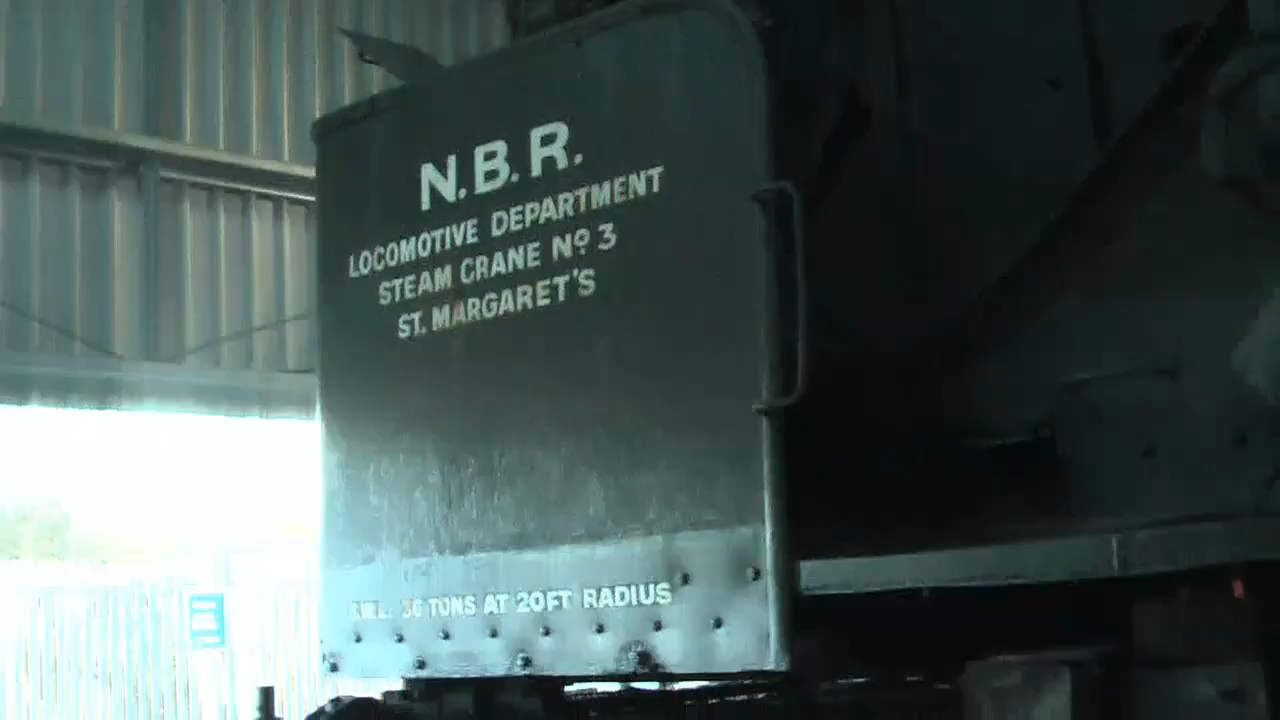 N.B.R.
LOCOMOTIVE DEPARTMENT
STEAM CRANE Nº 3
ST. MARGARET'S
36 TONS AT 20FT RADIUS